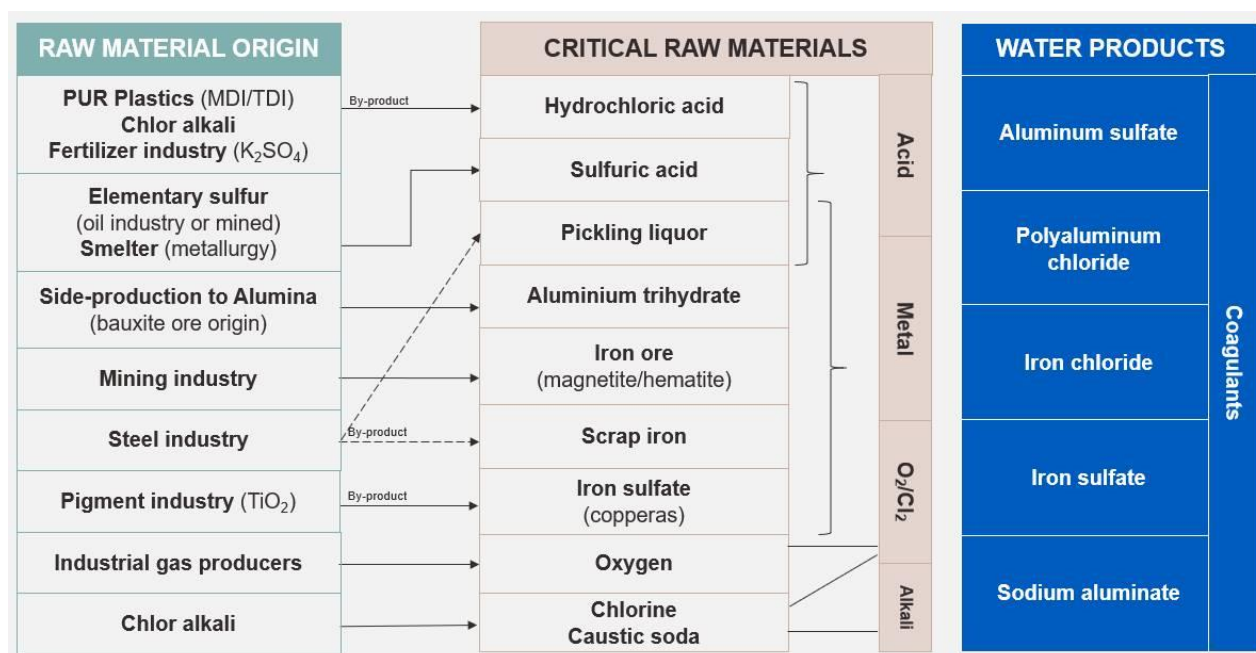 RAW MATERIAL ORIGIN
PUR Plastics (MDI/TDI)
Chlor alkali
Fertilizer industry (K₂SO₄)
Elementary sulfur
(oil industry or mined)
Smelter (metallurgy)
Side-production to Alumina
(bauxite ore origin)
Mining industry
Steel industry
Pigment industry (TiO₂)
Industrial gas producers
Chlor alkali
By-product
By-product
By-product
CRITICAL RAW MATERIALS
Hydrochloric acid
Sulfuric acid
Pickling liquor
Aluminium trihydrate
Iron ore
(magnetite/hematite)
Scrap iron
Iron sulfate
(copperas)
Oxygen
Chlorine
Caustic soda
Acid
Metal
O₂/Cl₂
Alkali
WATER PRODUCTS
Aluminum sulfate
Polyaluminum
chloride
Iron chloride
Iron sulfate
Sodium aluminate
Coagulants